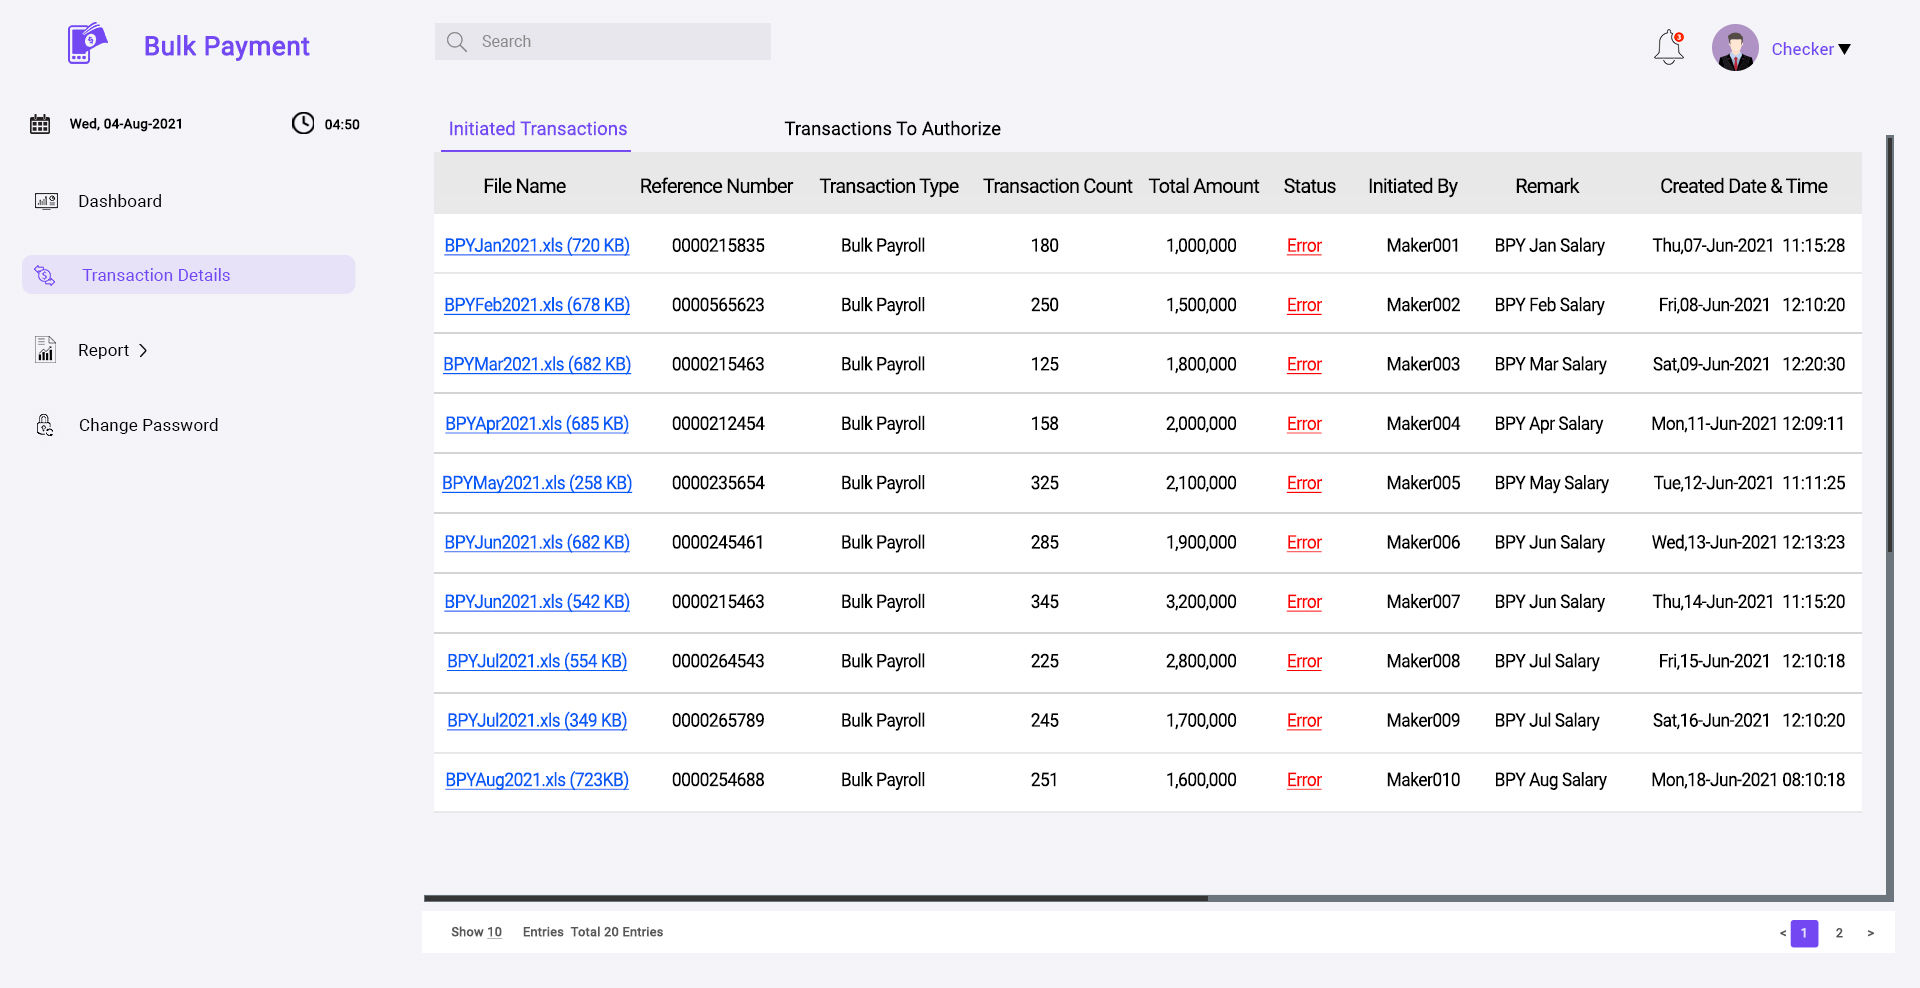 Bulk Payment
Search
3
Checker
Wed, 04-Aug-2021
04:50
Dashboard
Transaction Details
Report
Change Password
Initiated Transactions Transactions To Authorize
File Name Reference Number Transaction Type Transaction Count Total Amount Status Initiated By Remark Created Date & Time
BPYJan2021.xls (720 KB) 0000215835 Bulk Payroll 180 1,000,000 Error Maker001 BPY Jan Salary Thu,07-Jun-2021 11:15:28
BPYFeb2021.xls (678 KB) 0000565623 Bulk Payroll 250 1,500,000 Error Maker002 BPY Feb Salary Fri,08-Jun-2021 12:10:20
BPYMar2021.xls (682 KB) 0000215463 Bulk Payroll 125 1,800,000 Error Maker003 BPY Mar Salary Sat,09-Jun-2021 12:20:30
BPYApr2021.xls (685 KB) 0000212454 Bulk Payroll 158 2,000,000 Error Maker004 BPY Apr Salary Mon,11-Jun-2021 12:09:11
BPYMay2021.xls (258 KB) 0000235654 Bulk Payroll 325 2,100,000 Error Maker005 BPY May Salary Tue,12-Jun-2021 11:11:25
BPYJun2021.xls (682 KB) 0000245461 Bulk Payroll 285 1,900,000 Error Maker006 BPY Jun Salary Wed,13-Jun-2021 12:13:23
BPYJun2021.xls (542 KB) 0000215463 Bulk Payroll 345 3,200,000 Error Maker007 BPY Jun Salary Thu,14-Jun-2021 11:15:20
BPYJul2021.xls (554 KB) 0000264543 Bulk Payroll 225 2,800,000 Error Maker008 BPY Jul Salary Fri,15-Jun-2021 12:10:18
BPYJul2021.xls (349 KB) 0000265789 Bulk Payroll 245 1,700,000 Error Maker009 BPY Jul Salary Sat,16-Jun-2021 12:10:20
BPYAug2021.xls (723KB) 0000254688 Bulk Payroll 251 1,600,000 Error Maker010 BPY Aug Salary Mon,18-Jun-2021 08:10:18
Show 10 Entries Total 20 Entries
< 1 2 >